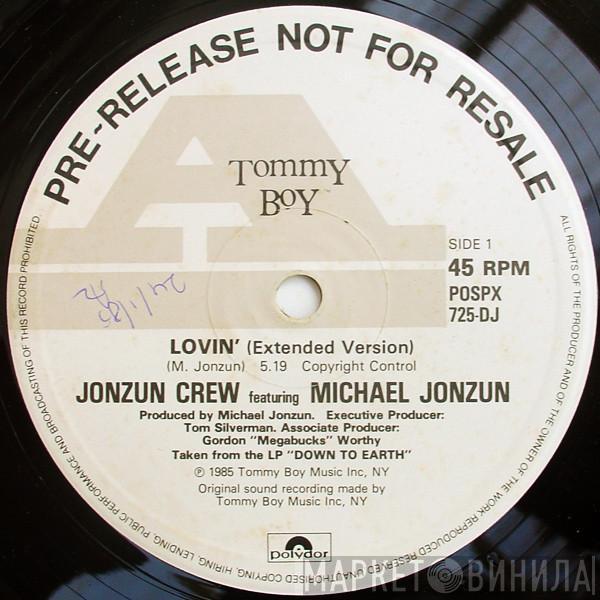 PRE-RELEASE NOT FOR RESALE
A
TOMMY
BOY
SIDE 1
45 RPM
POSPX
725-DJ
LOVIN' (Extended Version)
(M. Jonzun) 5.19 Copyright Control
JONZUN CREW featuring MICHAEL JONZUN
Produced by Michael Jonzun. Executive Producer:
Tom Silverman. Associate Producer:
Gordon "Megabucks" Worthy
Taken from the LP "DOWN TO EARTH"
℗ 1985 Tommy Boy Music Inc, NY
Original sound recording made by
Tommy Boy Music Inc, NY
polydor
ALL RIGHTS OF THE PRODUCER AND OF THE OWNER OF THE WORK REPRODUCED RESERVED. UNAUTHORISED COPYING, HIRING, LENDING, PUBLIC PERFORMANCE AND BROADCASTING OF THIS RECORD PROHIBITED.
МАРКЕТ ВИНИЛА